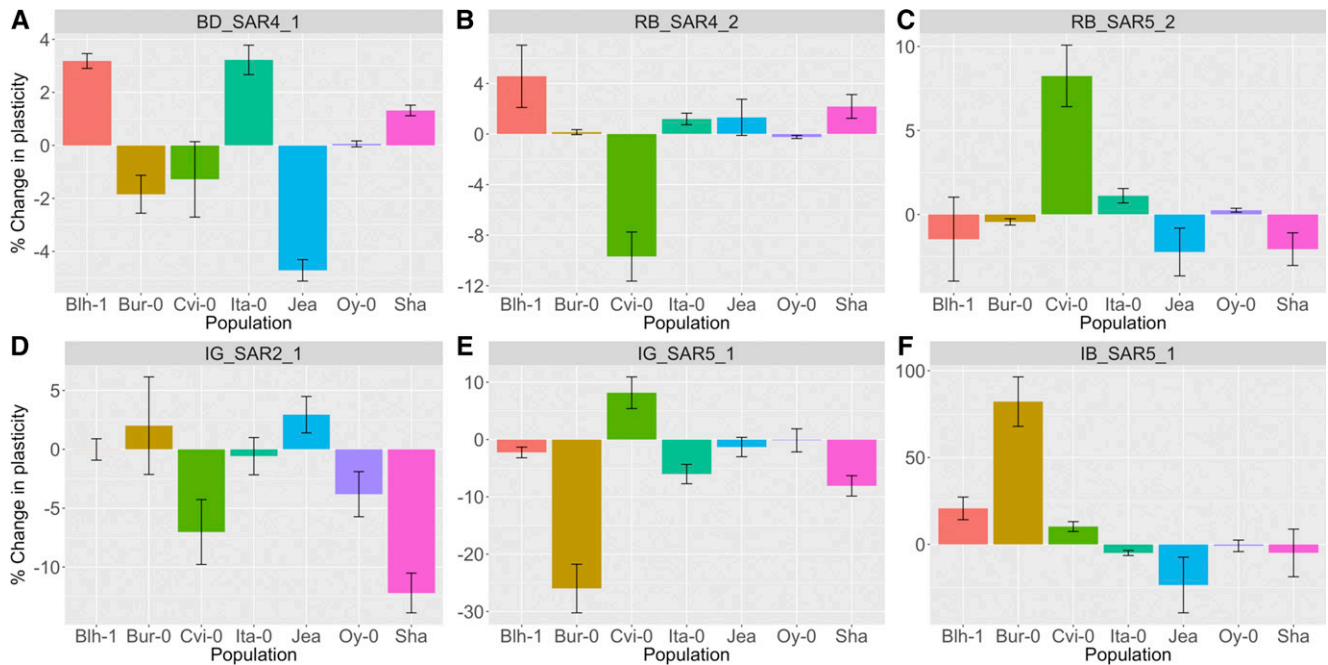 A
BD_SAR4_1
% Change in plasticity
4
2
0
-2
-4
Blh-1 Bur-0 Cvi-0 Ita-0 Jea Oy-0 Sha
Population
B
RB_SAR4_2
4
0
-4
-8
-12
Blh-1 Bur-0 Cvi-0 Ita-0 Jea Oy-0 Sha
Population
C
RB_SAR5_2
10
5
0
Blh-1 Bur-0 Cvi-0 Ita-0 Jea Oy-0 Sha
Population
D
IG_SAR2_1
% Change in plasticity
5
0
-5
-10
Blh-1 Bur-0 Cvi-0 Ita-0 Jea Oy-0 Sha
Population
E
IG_SAR5_1
10
0
-10
-20
-30
Blh-1 Bur-0 Cvi-0 Ita-0 Jea Oy-0 Sha
Population
F
IB_SAR5_1
100
50
0
Blh-1 Bur-0 Cvi-0 Ita-0 Jea Oy-0 Sha
Population